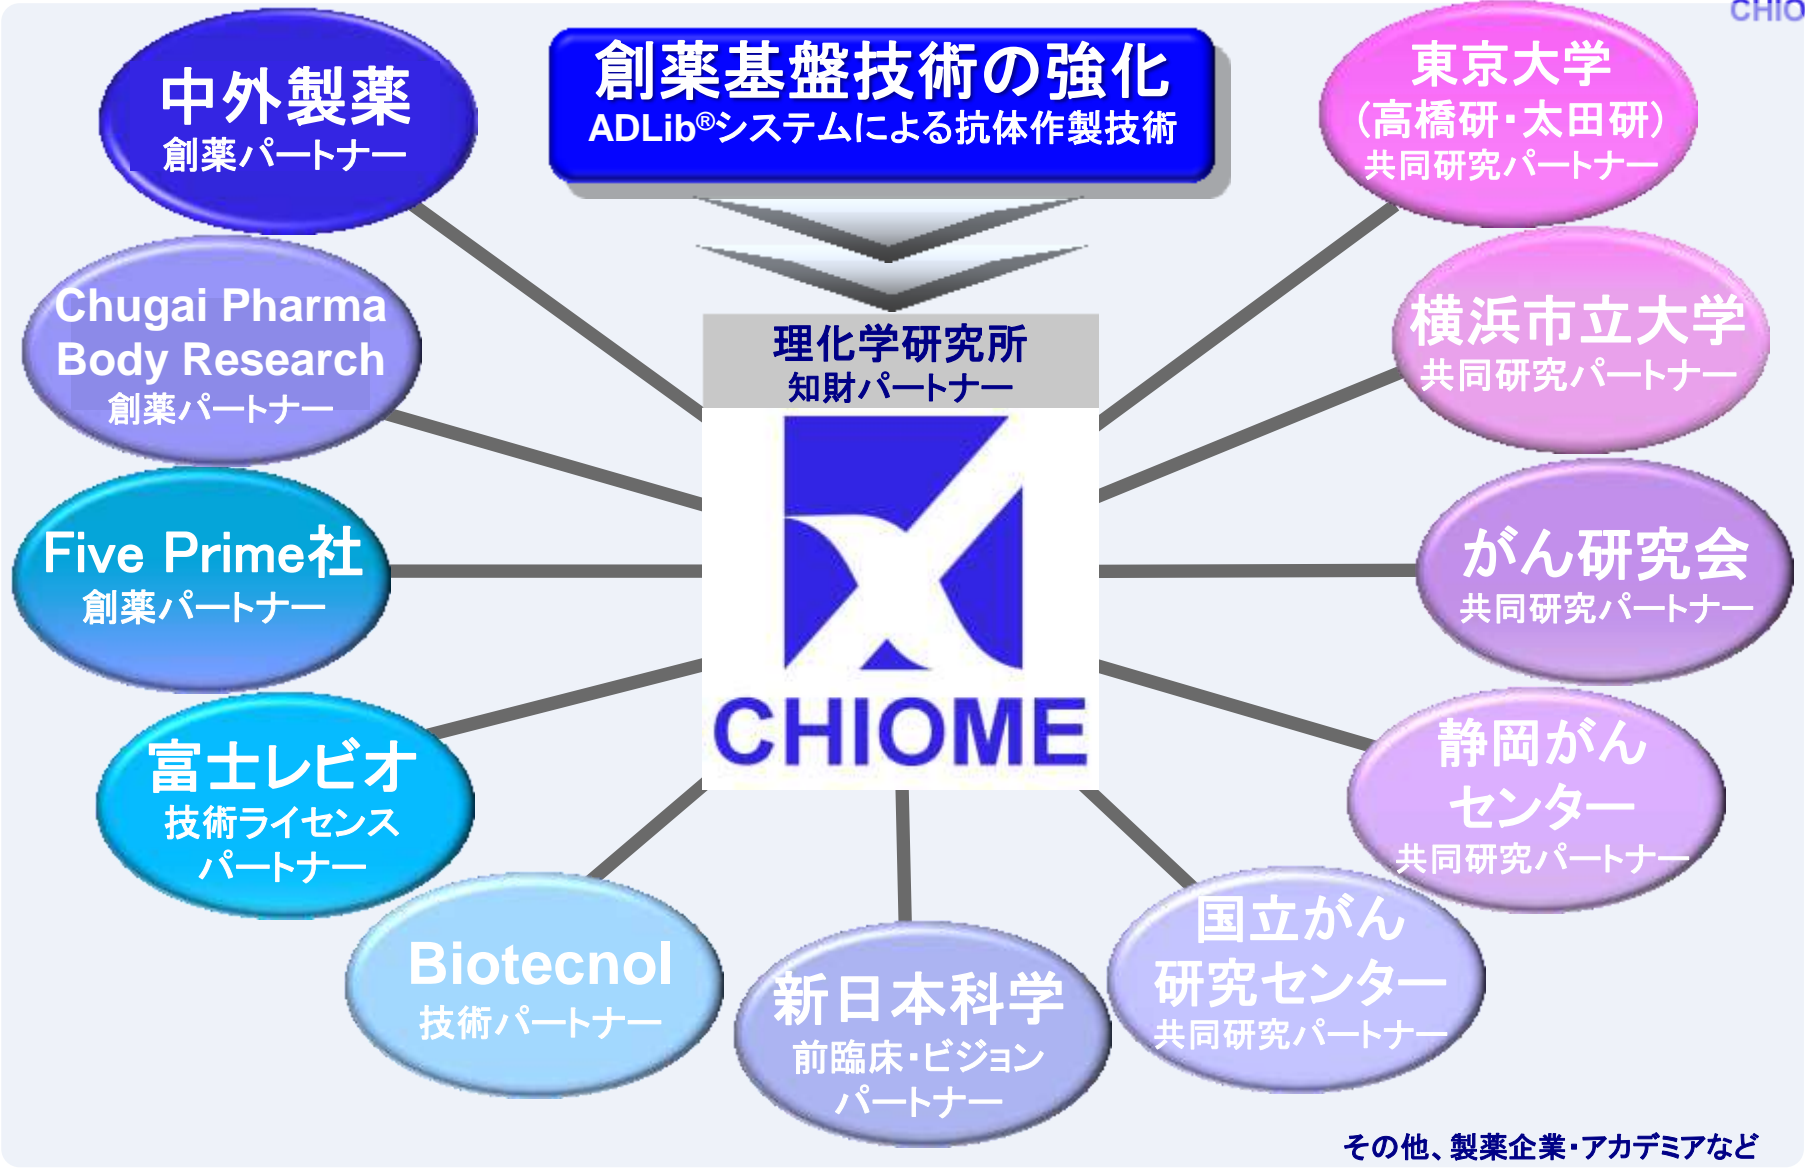 CHIO
創薬基盤技術の強化
ADLib®システムによる抗体作製技術
中外製薬
創薬パートナー
Chugai Pharma
Body Research
創薬パートナー
Five Prime社
創薬パートナー
富士レビオ
技術ライセンス
パートナー
Biotecnol
技術パートナー
新日本科学
前臨床・ビジョン
パートナー
国立がん
研究センター
共同研究パートナー
静岡がん
センター
共同研究パートナー
がん研究会
共同研究パートナー
横浜市立大学
共同研究パートナー
東京大学
（高橋研・太田研）
共同研究パートナー
理化学研究所
知財パートナー
CHIOME
その他、製薬企業・アカデミアなど